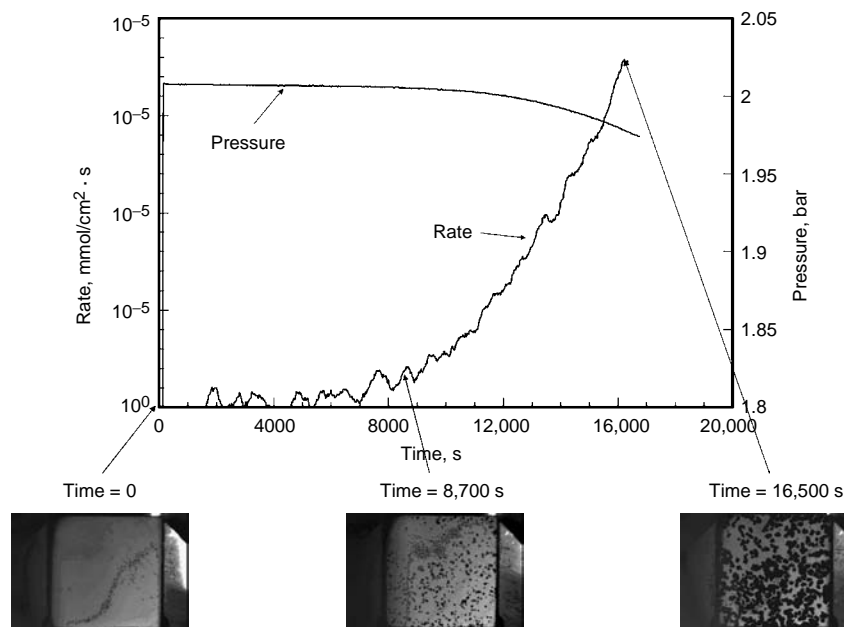 10⁻⁵
10⁻⁵
10⁻⁵
10⁻⁵
10⁰
Rate, mmol/cm² · s
2.05
2
1.95
1.9
1.85
1.8
Pressure, bar
Pressure
Rate
0 4000 8000 12,000 16,000 20,000
Time, s
Time = 0 Time = 8,700 s Time = 16,500 s